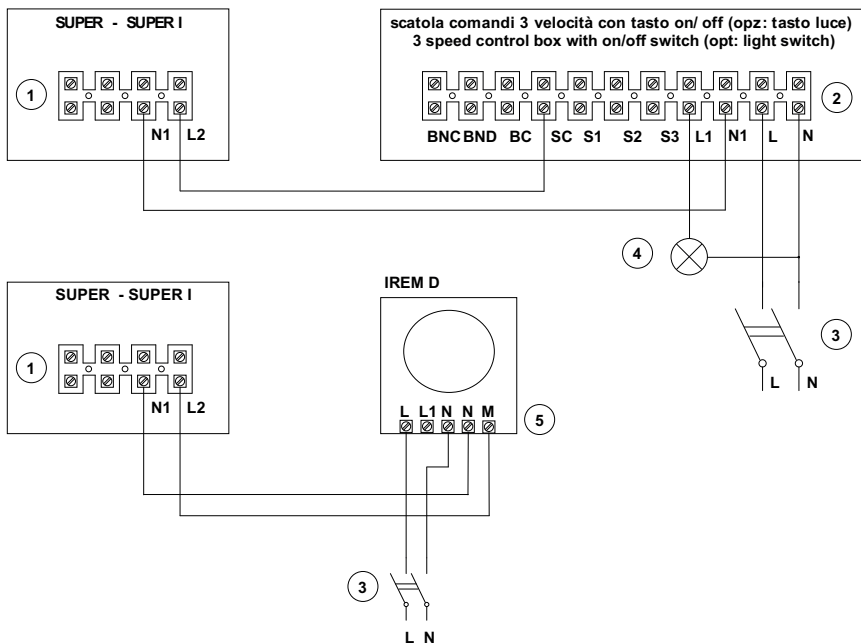 SUPER - SUPER I
1
N1 L2
scatola comandi 3 velocità con tasto on/ off (opz: tasto luce)
3 speed control box with on/off switch (opt: light switch)
2
BNC BND BC SC S1 S2 S3 L1 N1 L N
4
3
L N
SUPER - SUPER I
1
N1 L2
IREM D
L L1 N N M
5
3
L N